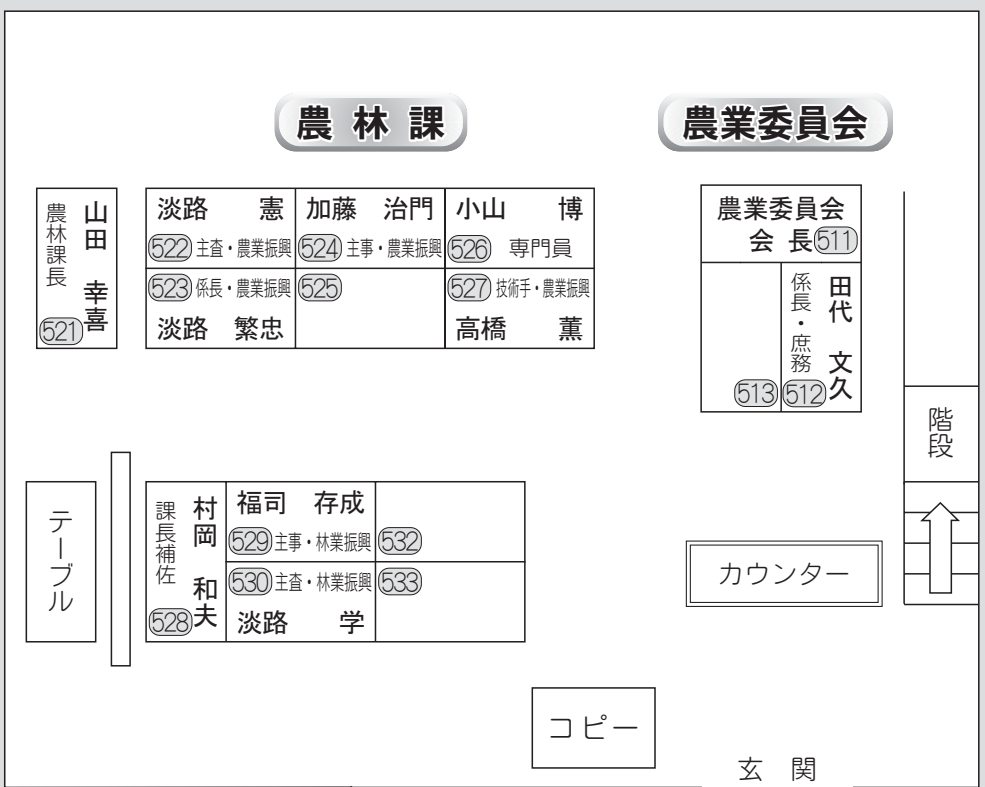 農林課
農業委員会
農林課長
山田 幸喜
521
淡路 憲
522 主査・農業振興
加藤 治門
524 主事・農業振興
小山 博
526 専門員
523 係長・農業振興
淡路 繁忠
525
527 技術手・農業振興
高橋 薫
農業委員会
会長 511
513
係長・庶務
田代 文久
512
階段
テーブル
課長補佐
村岡 和夫
528
福司 存成
529 主事・林業振興
532
530 主査・林業振興
淡路 学
533
カウンター
コピー
玄関